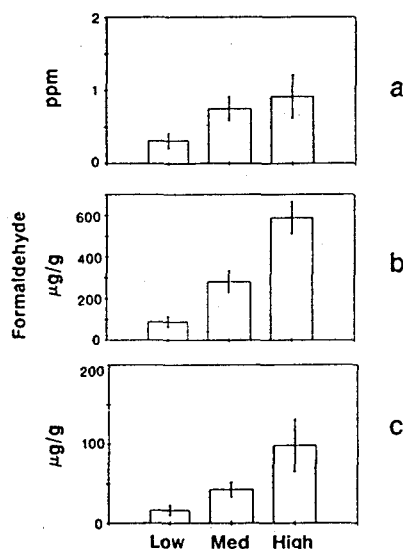 2
1
0
ppm
a
600
400
200
0
µg/g
b
Formaldehyde
200
100
0
µg/g
c
Low Med High